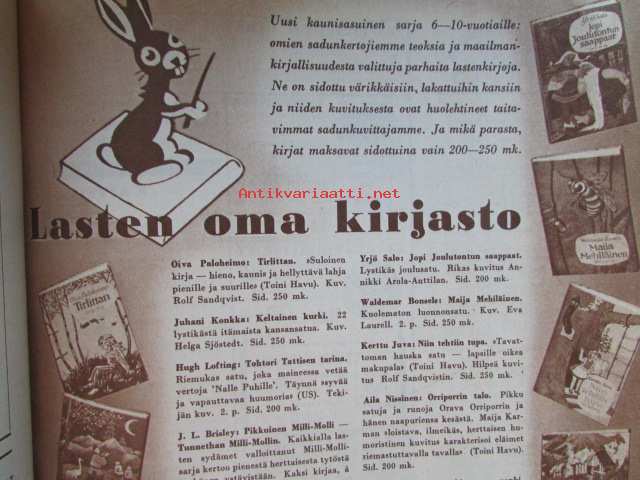 Uusi kaunisasuinen sarja 6—10-vuotiaille:
omien sadunkertojiemme teoksia ja maailman-
kirjallisuudesta valittuja parhaita lastenkirjoja.
Ne on sidottu värikkäisiin, lakattuihin kansiin
ja niiden kuvituksesta ovat huolehtineet taita-
vimmat sadunkuvittajamme. Ja mikä parasta,
kirjat maksavat sidottuina vain 200—250 mk.
Antikvariaatti.net
Lasten oma kirjasto
Oiva Paloheimo: Tirlittan. »Suloinen
kirja — hieno, kaunis ja hellyttävä lahja
pienille ja suurille» (Toini Havu). Kuv.
Rolf Sandqvist. Sid. 250 mk.
Juhani Konkka: Keltainen kurki. 22
lystikästä itämaista kansansatua. Kuv.
Helga Sjöstedt. Sid. 250 mk.
Hugh Lofting: Tohtori Tattisen tarina.
Riemukas satu, joka maineessa vetää
vertoja 'Nalle Puhille'. Täynnä syvää
ja vapauttavaa huumoria» (US). Teki-
jän kuv. 2. p. Sid. 200 mk.
J. L. Brisley: Pikkuinen Milli-Molli —
Tunnethan Milli-Mollin. Kaikkialla las-
ten sydämet valloittanut Milli-Molli-
sarja kertoo pienestä herttuisesta tytöstä
ystävistään. Kaksi kirjaa, à
Yrjö Salo: Jopi Joulutontun saappaat.
Lystikäs joulusatu. Rikas kuvitus An-
nikki Arola-Anttilan. Sid. 200 mk.
Waldemar Bonsels: Maija Mehiläinen.
Kuolematon luonnonsatu. Kuv. Eva
Laurell. 2. p. Sid. 250 mk.
Kerttu Juva: Niin tehtiin tupa. »Tavat-
toman hauska satu — lapsille oikea
makupala» (Toini Havu). Hilpeä kuvi-
tus Rolf Sandqvistin. Sid. 250 mk.
Aila Nissinen: Orriporrin talo. Pikku
satuja ja runoja Orava Orriporrin ja
hänen naapuriensa kesästä. Maija Kar-
man »loistava, ilmeikäs, herttaisen hu-
moristinen kuvitus karakterisoi eläimet
riemastuttavalla tavalla» (Toini Havu).
Sid. 200 mk.
Jopi
Joulutontun
saappaat
Maija
Mehiläinen
Tirlittan